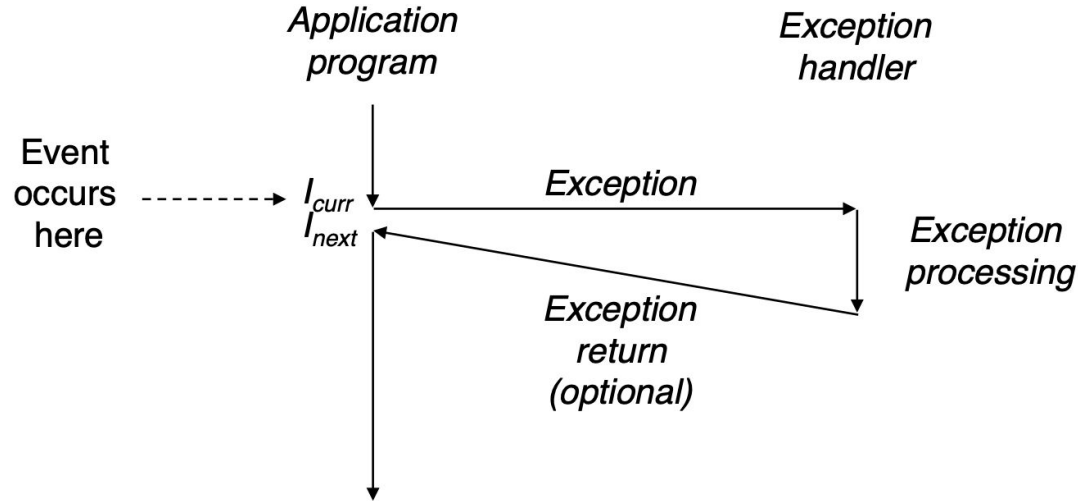 Application
program
Exception
handler
Event
occurs
here
I_curr
I_next
Exception
Exception
processing
Exception
return
(optional)